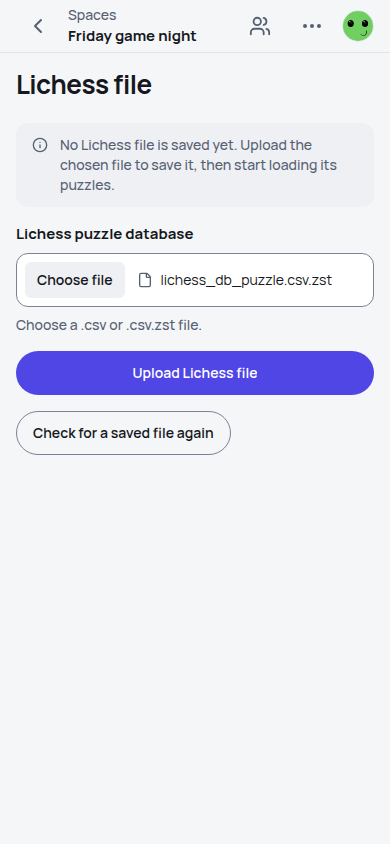 Spaces
Friday game night
Lichess file
No Lichess file is saved yet. Upload the
chosen file to save it, then start loading its
puzzles.
Lichess puzzle database
Choose file
lichess_db_puzzle.csv.zst
Choose a .csv or .csv.zst file.
Upload Lichess file
Check for a saved file again